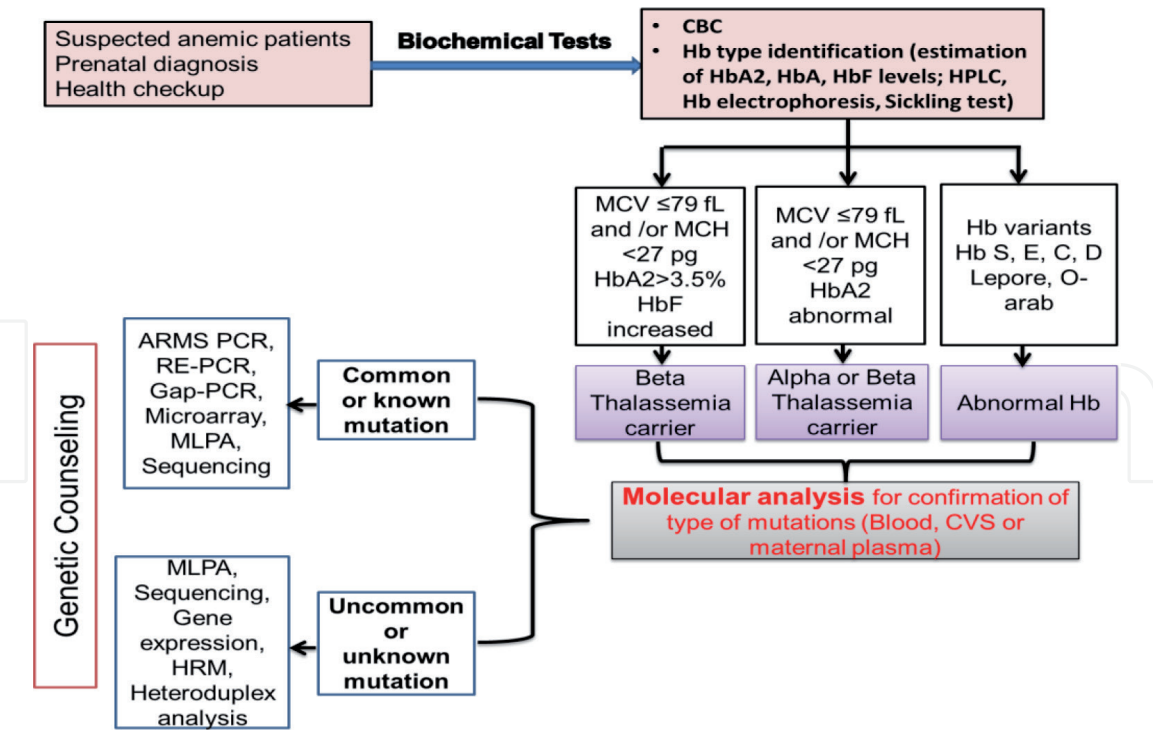 Suspected anemic patients
Prenatal diagnosis
Health checkup
Biochemical Tests
• CBC
• Hb type identification (estimation
of HbA2, HbA, HbF levels; HPLC,
Hb electrophoresis, Sickling test)
MCV ≤79 fL
and /or MCH
<27 pg
HbA2>3.5%
HbF
increased
MCV ≤79 fL
and /or MCH
<27 pg
HbA2
abnormal
Hb variants
Hb S, E, C, D
Lepore, O-
arab
Beta
Thalassemia
carrier
Alpha or Beta
Thalassemia
carrier
Abnormal Hb
Molecular analysis for confirmation of
type of mutations (Blood, CVS or
maternal plasma)
Common
or known
mutation
ARMS PCR,
RE-PCR,
Gap-PCR,
Microarray,
MLPA,
Sequencing
Uncommon
or
unknown
mutation
MLPA,
Sequencing,
Gene
expression,
HRM,
Heteroduplex
analysis
Genetic Counseling